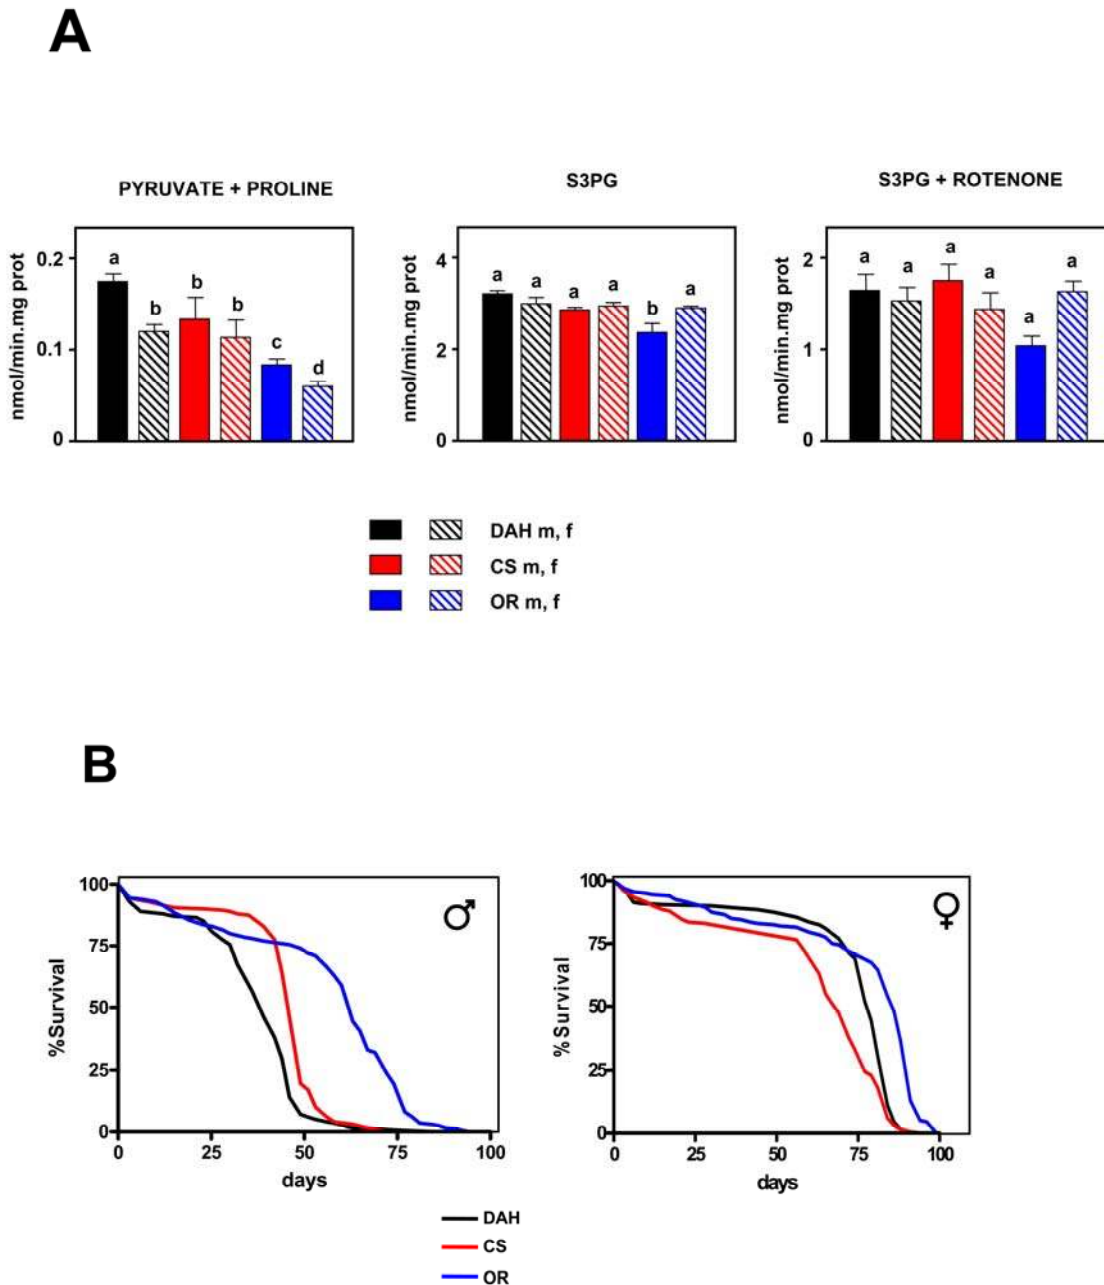 A
PYRUVATE + PROLINE
S3PG
S3PG + ROTENONE
nmol/min.mg prot
0.2
0.1
0
a
b
b
b
c
d
nmol/min.mg prot
4
2
0
a
a
a
a
b
a
nmol/min.mg prot
2
1
0
a
a
a
a
a
a
DAH m, f
CS m, f
OR m, f
B
%Survival
100
75
50
25
0
♂
0
25
50
75
100
days
%Survival
100
75
50
25
0
♀
0
25
50
75
100
days
DAH
CS
OR